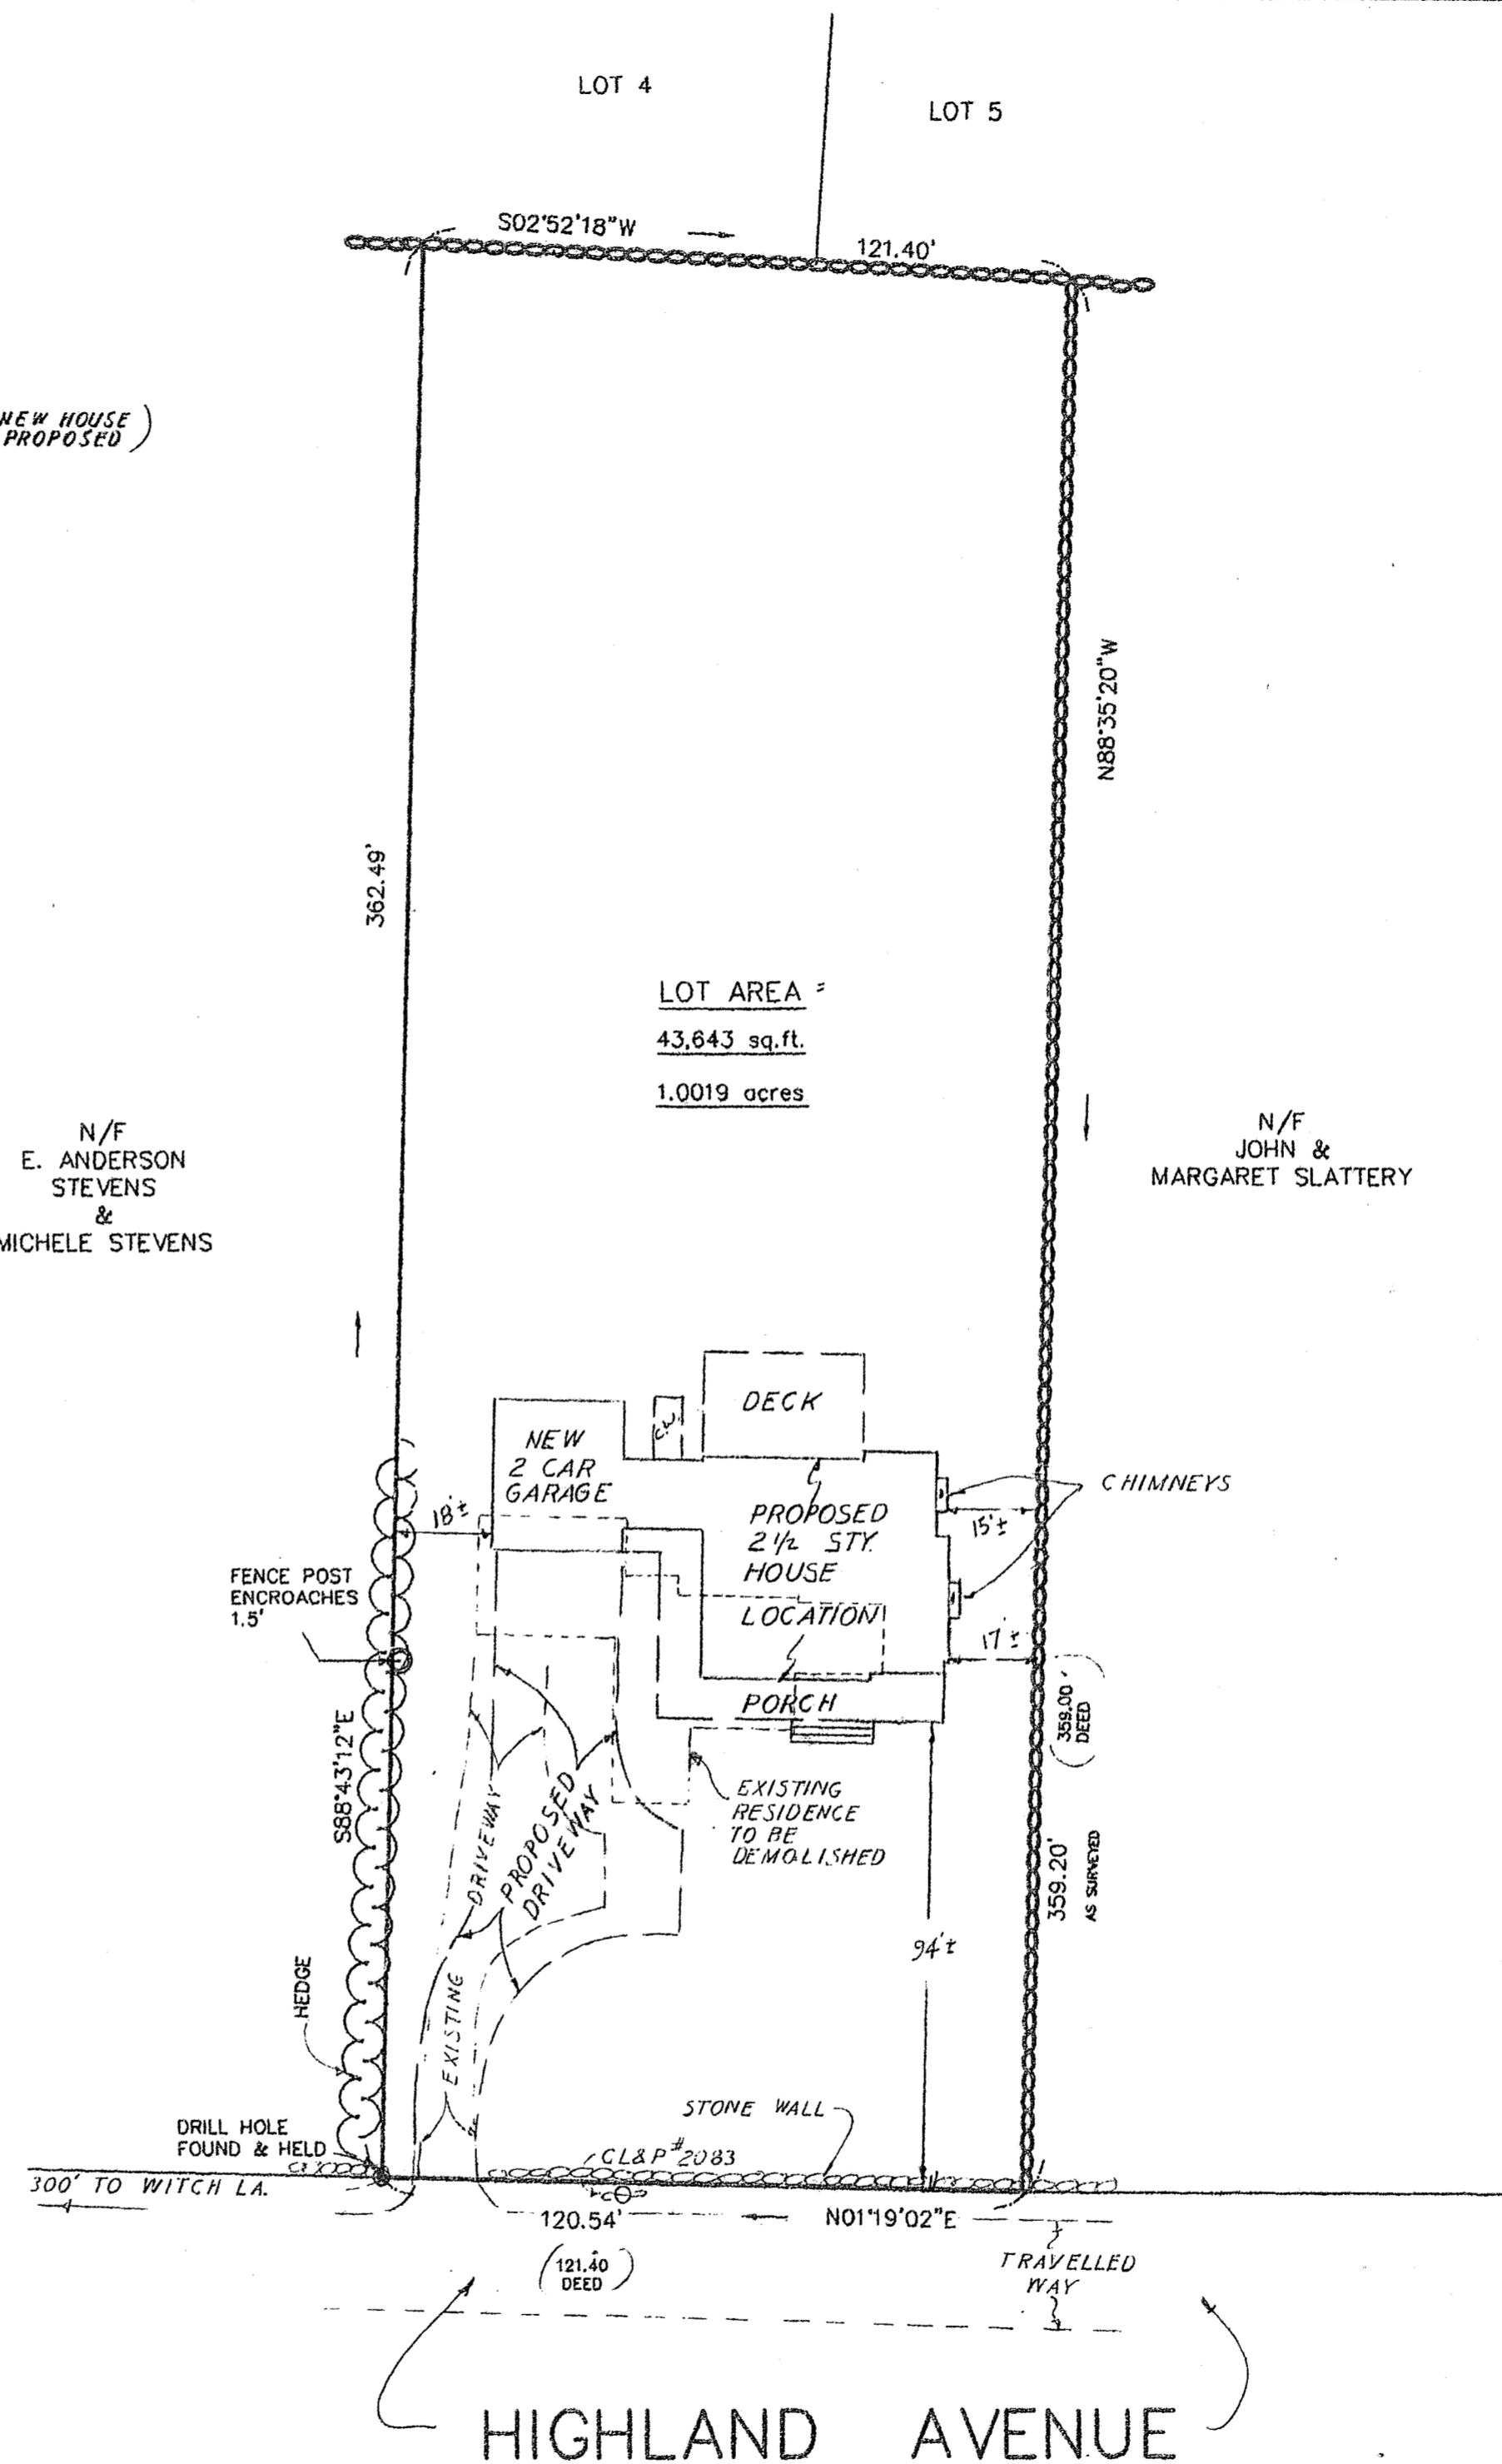 LOT 4
LOT 5
S02°52'18"W
121.40'
NEW HOUSE
PROPOSED )
N88°35'20"W
362.49'
LOT AREA =
43,643 sq.ft.
1.0019 acres
N/F
E. ANDERSON
STEVENS
&
MICHELE STEVENS
N/F
JOHN &
MARGARET SLATTERY
DECK
C.W.
NEW
2 CAR
GARAGE
CHIMNEYS
18'±
15'±
PROPOSED
2 1/2 STY.
HOUSE
LOCATION
FENCE POST
ENCROACHES
1.5'
17'±
PORCH
(359.00'
DEED)
S88°43'12"E
EXISTING
RESIDENCE
TO BE
DEMOLISHED
DRIVEWAY
PROPOSED
DRIVEWAY
359.20'
AS SURVEYED
94'±
HEDGE
EXISTING
STONE WALL
DRILL HOLE
FOUND & HELD
CL&P #2083
300' TO WITCH LA.
120.54'
N01°19'02"E
(121.40
DEED)
TRAVELLED
WAY
HIGHLAND AVENUE